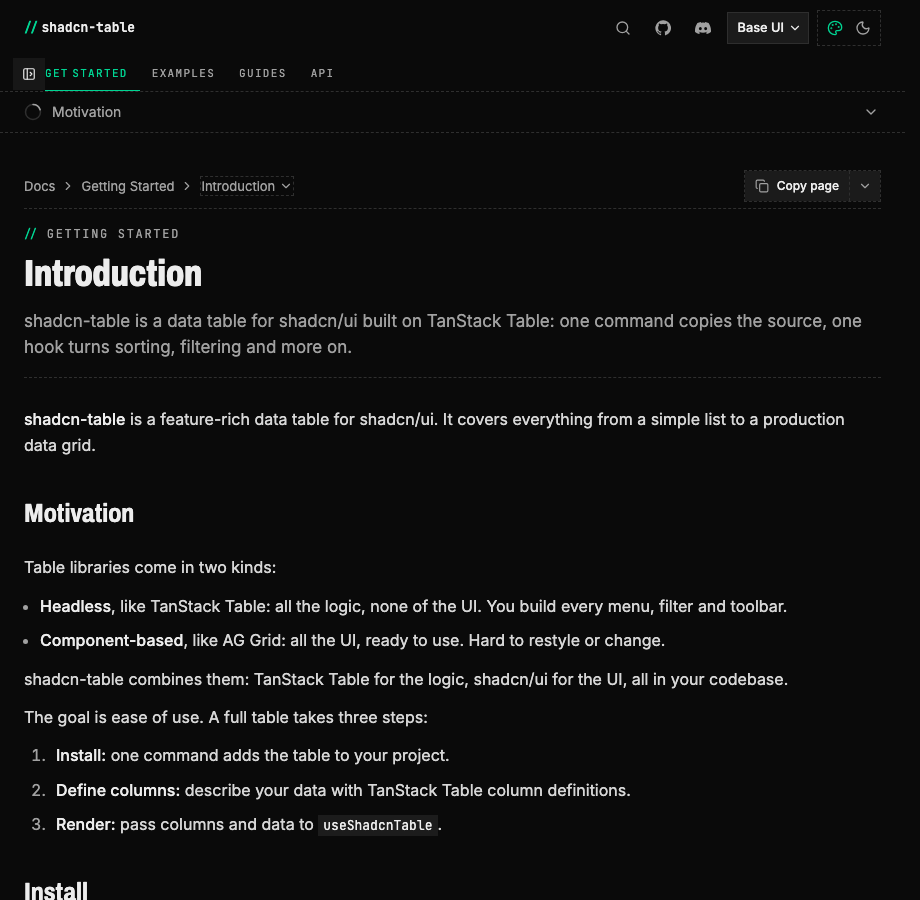 // shadcn-table
Base UI
GET STARTED
EXAMPLES
GUIDES
API
Motivation
Docs > Getting Started > Introduction
Copy page
// GETTING STARTED
Introduction
shadcn-table is a data table for shadcn/ui built on TanStack Table: one command copies the source, one
hook turns sorting, filtering and more on.
shadcn-table is a feature-rich data table for shadcn/ui. It covers everything from a simple list to a production
data grid.
Motivation
Table libraries come in two kinds:
• Headless, like TanStack Table: all the logic, none of the UI. You build every menu, filter and toolbar.
• Component-based, like AG Grid: all the UI, ready to use. Hard to restyle or change.
shadcn-table combines them: TanStack Table for the logic, shadcn/ui for the UI, all in your codebase.
The goal is ease of use. A full table takes three steps:
1. Install: one command adds the table to your project.
2. Define columns: describe your data with TanStack Table column definitions.
3. Render: pass columns and data to useShadcnTable.
Install